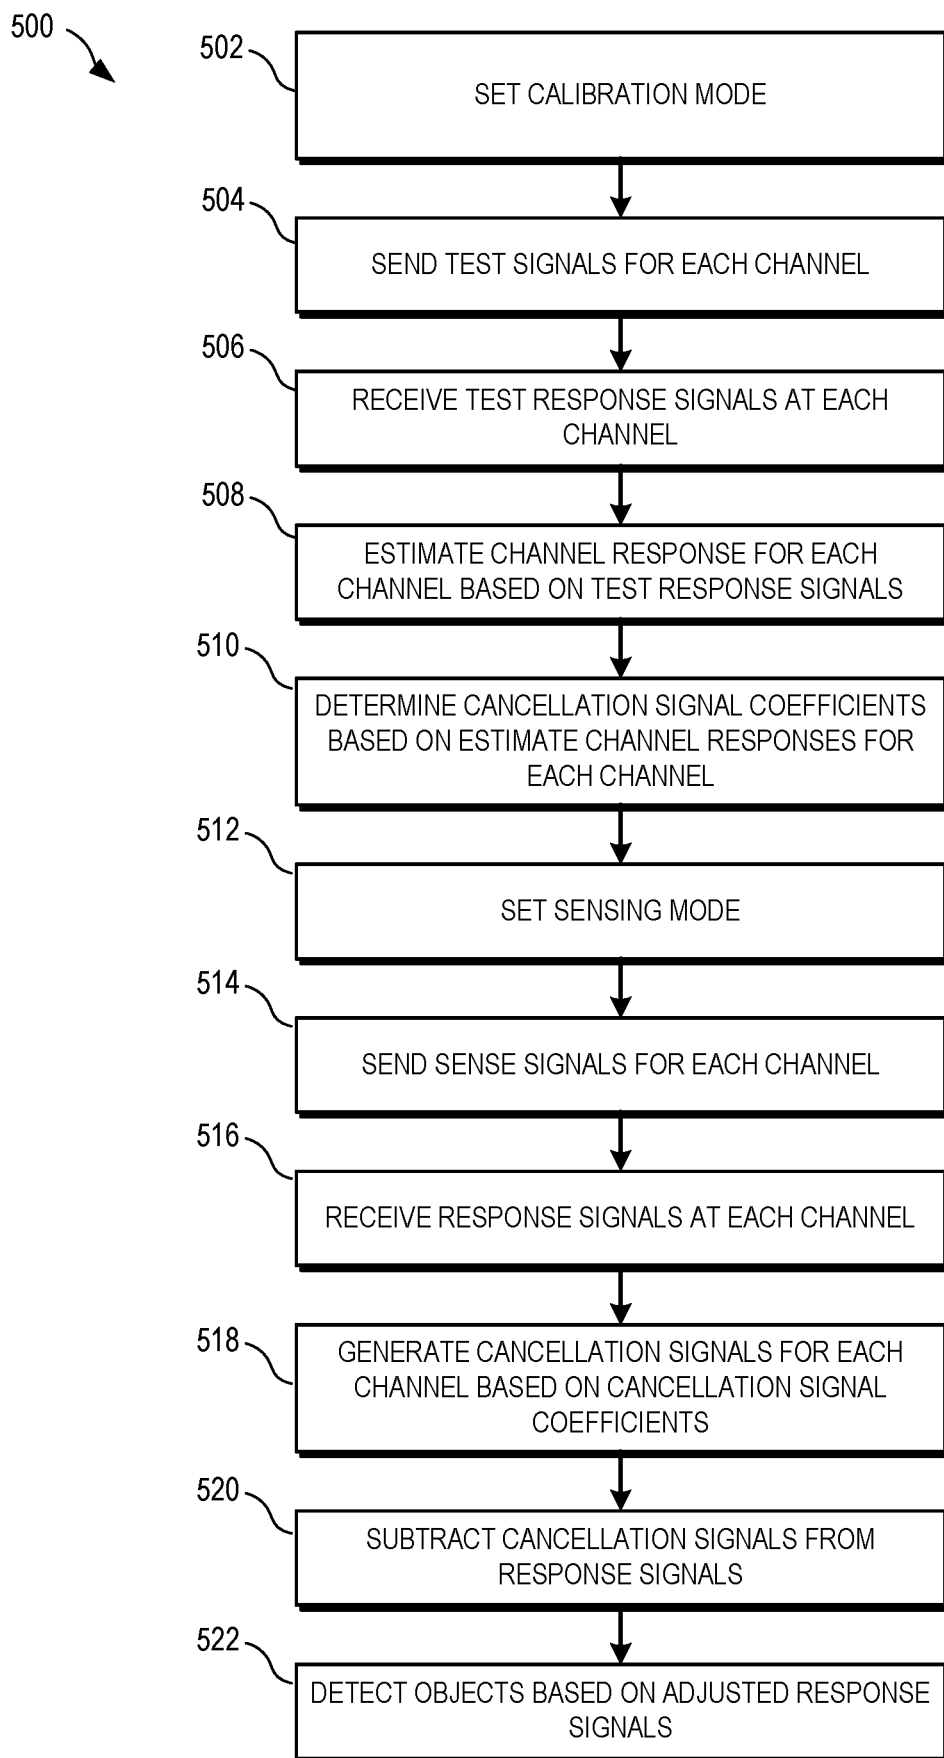 500
502
SET CALIBRATION MODE
504
SEND TEST SIGNALS FOR EACH CHANNEL
506
RECEIVE TEST RESPONSE SIGNALS AT EACH
CHANNEL
508
ESTIMATE CHANNEL RESPONSE FOR EACH
CHANNEL BASED ON TEST RESPONSE SIGNALS
510
DETERMINE CANCELLATION SIGNAL COEFFICIENTS
BASED ON ESTIMATE CHANNEL RESPONSES FOR
EACH CHANNEL
512
SET SENSING MODE
514
SEND SENSE SIGNALS FOR EACH CHANNEL
516
RECEIVE RESPONSE SIGNALS AT EACH CHANNEL
518
GENERATE CANCELLATION SIGNALS FOR EACH
CHANNEL BASED ON CANCELLATION SIGNAL
COEFFICIENTS
520
SUBTRACT CANCELLATION SIGNALS FROM
RESPONSE SIGNALS
522
DETECT OBJECTS BASED ON ADJUSTED RESPONSE
SIGNALS